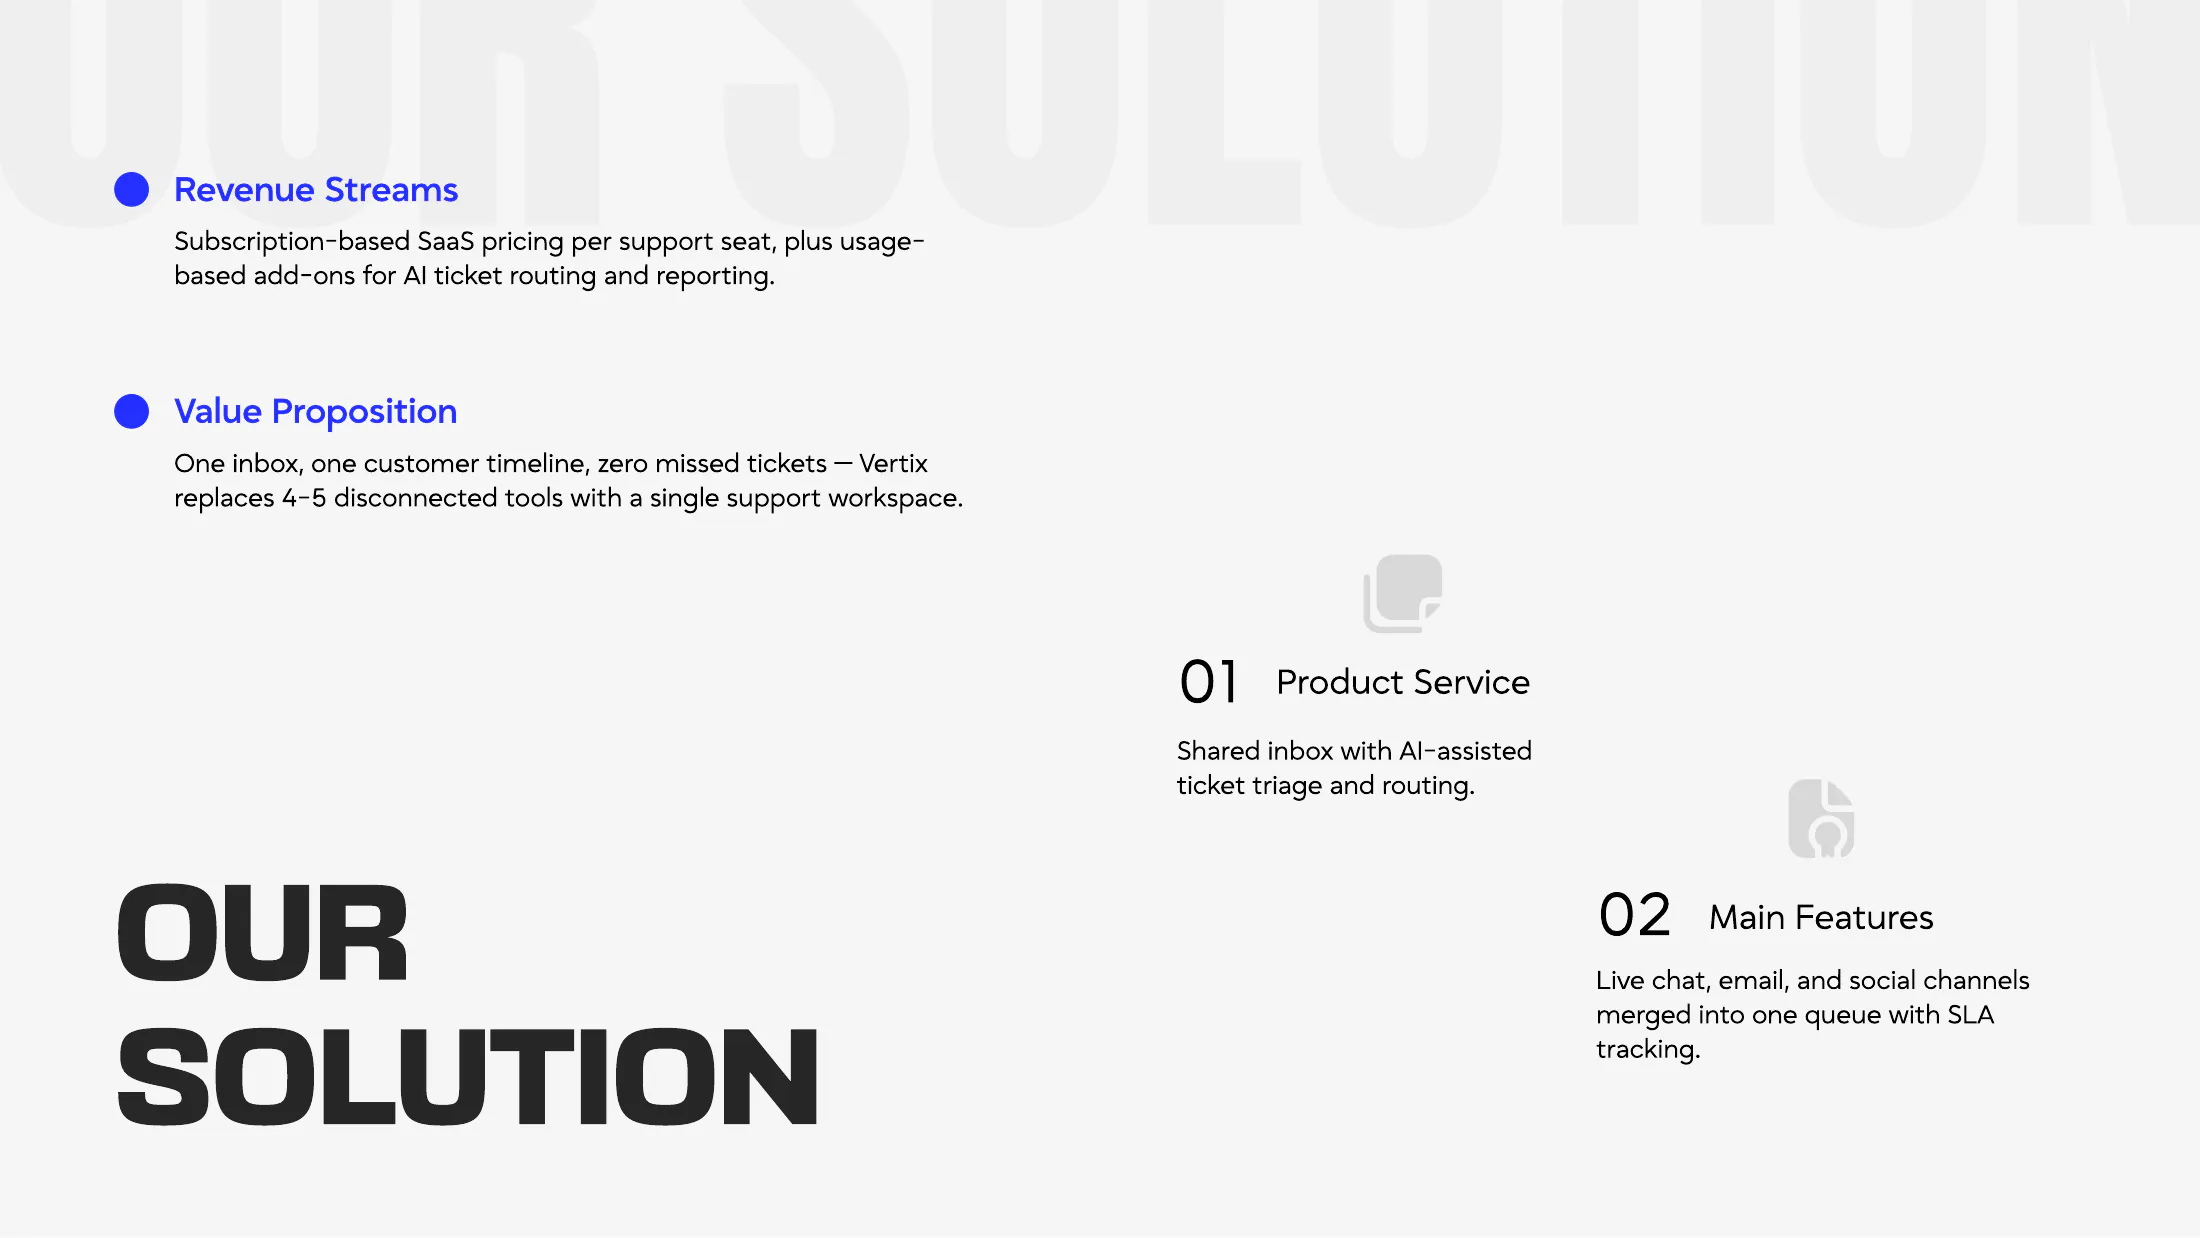 OUR SOLUTION
Revenue Streams
Subscription-based SaaS pricing per support seat, plus usage-
based add-ons for AI ticket routing and reporting.
Value Proposition
One inbox, one customer timeline, zero missed tickets — Vertix
replaces 4-5 disconnected tools with a single support workspace.
01 Product Service
Shared inbox with AI-assisted
ticket triage and routing.
02 Main Features
Live chat, email, and social channels
merged into one queue with SLA
tracking.
OUR
SOLUTION